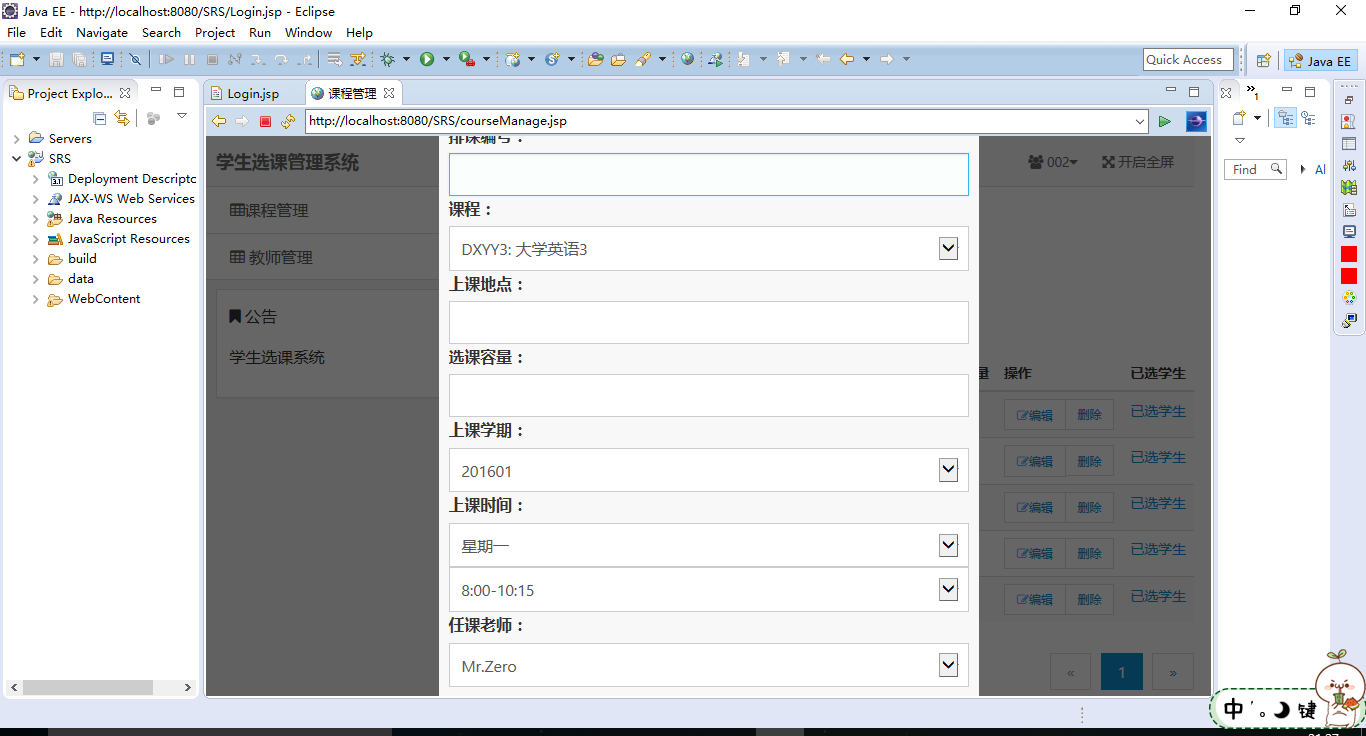 Java EE - http://localhost:8080/SRS/Login.jsp - Eclipse
File Edit Navigate Search Project Run Window Help
Quick Access
Java EE
Project Explo...
Servers
SRS
Deployment Descriptc
JAX-WS Web Services
Java Resources
JavaScript Resources
build
data
WebContent
Login.jsp
课程管理
http://localhost:8080/SRS/courseManage.jsp
学生选课管理系统
002
开启全屏
课程管理
教师管理
公告
学生选课系统
排课编号：
课程：
DXYY3: 大学英语3
上课地点：
选课容量：
上课学期：
201601
上课时间：
星期一
8:00-10:15
任课老师：
Mr.Zero
量 操作 已选学生
编辑 删除 已选学生
编辑 删除 已选学生
编辑 删除 已选学生
编辑 删除 已选学生
编辑 删除 已选学生
« 1 »
1
Find
Al
中 键